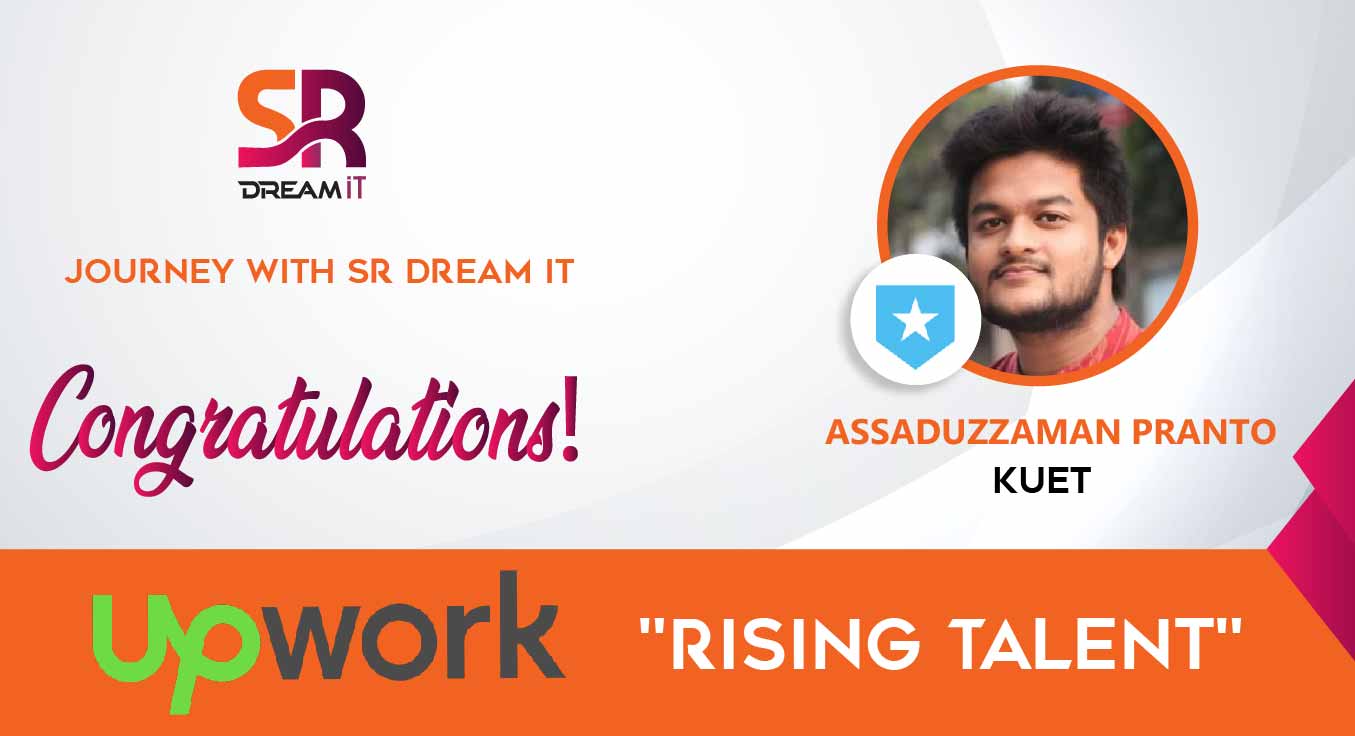 SR
DREAM iT
JOURNEY WITH SR DREAM IT
Congratulations!
ASSADUZZAMAN PRANTO
KUET
upwork
"RISING TALENT"